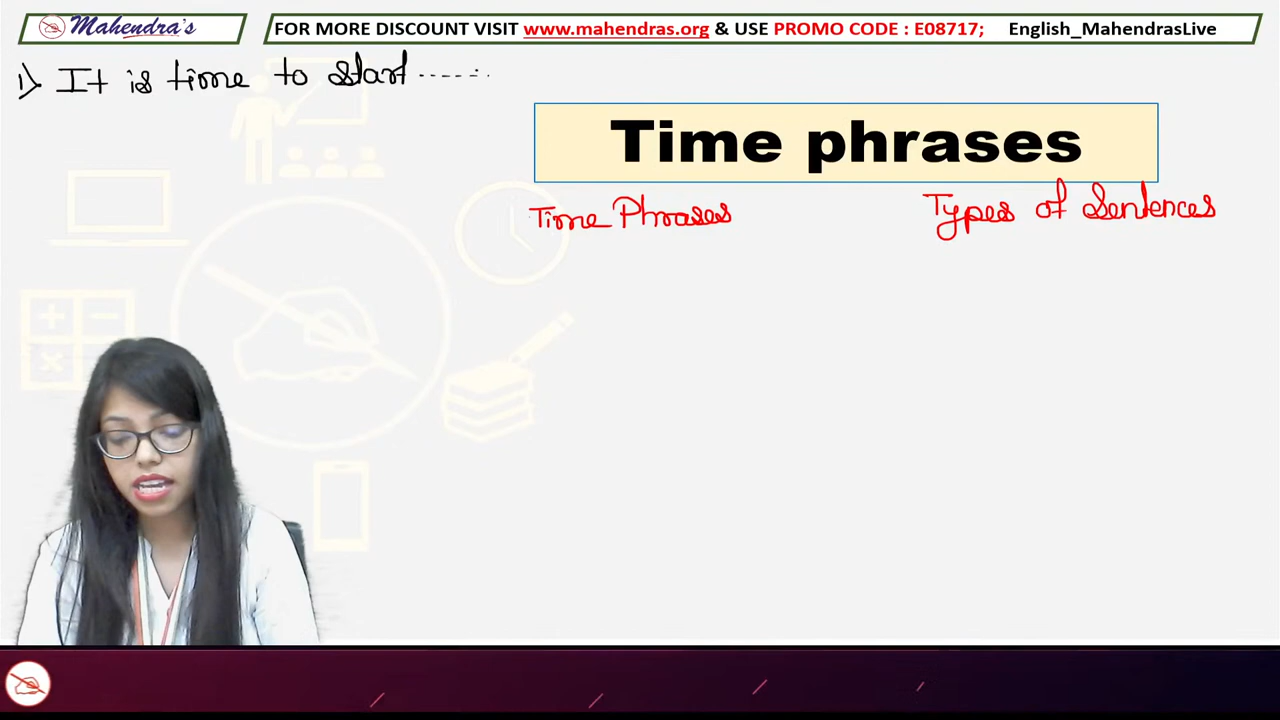 Mahendra's
FOR MORE DISCOUNT VISIT www.mahendras.org & USE PROMO CODE : E08717; English_MahendrasLive
1) It is time to start ------
Time phrases
Time Phrases Types of Sentences